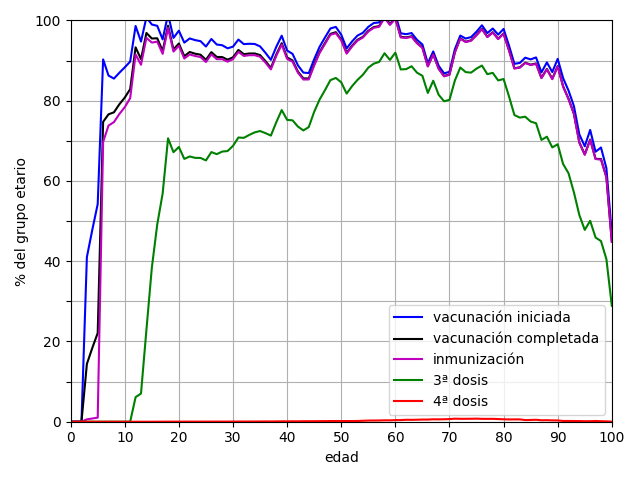 100
80
60
40
20
0
% del grupo etario
vacunación iniciada
vacunación completada
inmunización
3ª dosis
4ª dosis
0 10 20 30 40 50 60 70 80 90 100
edad